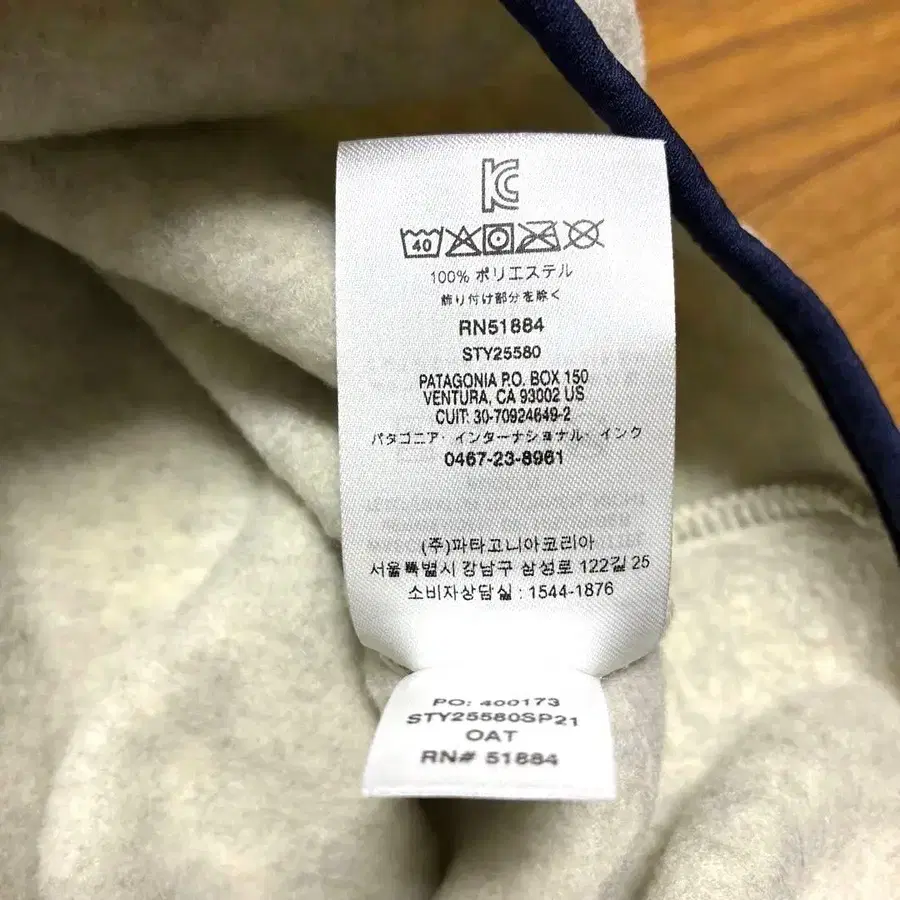 KC
40
100% ポリエステル
飾り付け部分を除く
RN51884
STY25580
PATAGONIA P.O. BOX 150
VENTURA, CA 93002 US
CUIT: 30-70924649-2
パタゴニア・インターナショナル・インク
0467-23-8961
(주)파타고니아코리아
서울특별시 강남구 삼성로 122길 25
소비자상담실 : 1544-1876
PO: 400173
STY25580SP21
OAT
RN# 51884